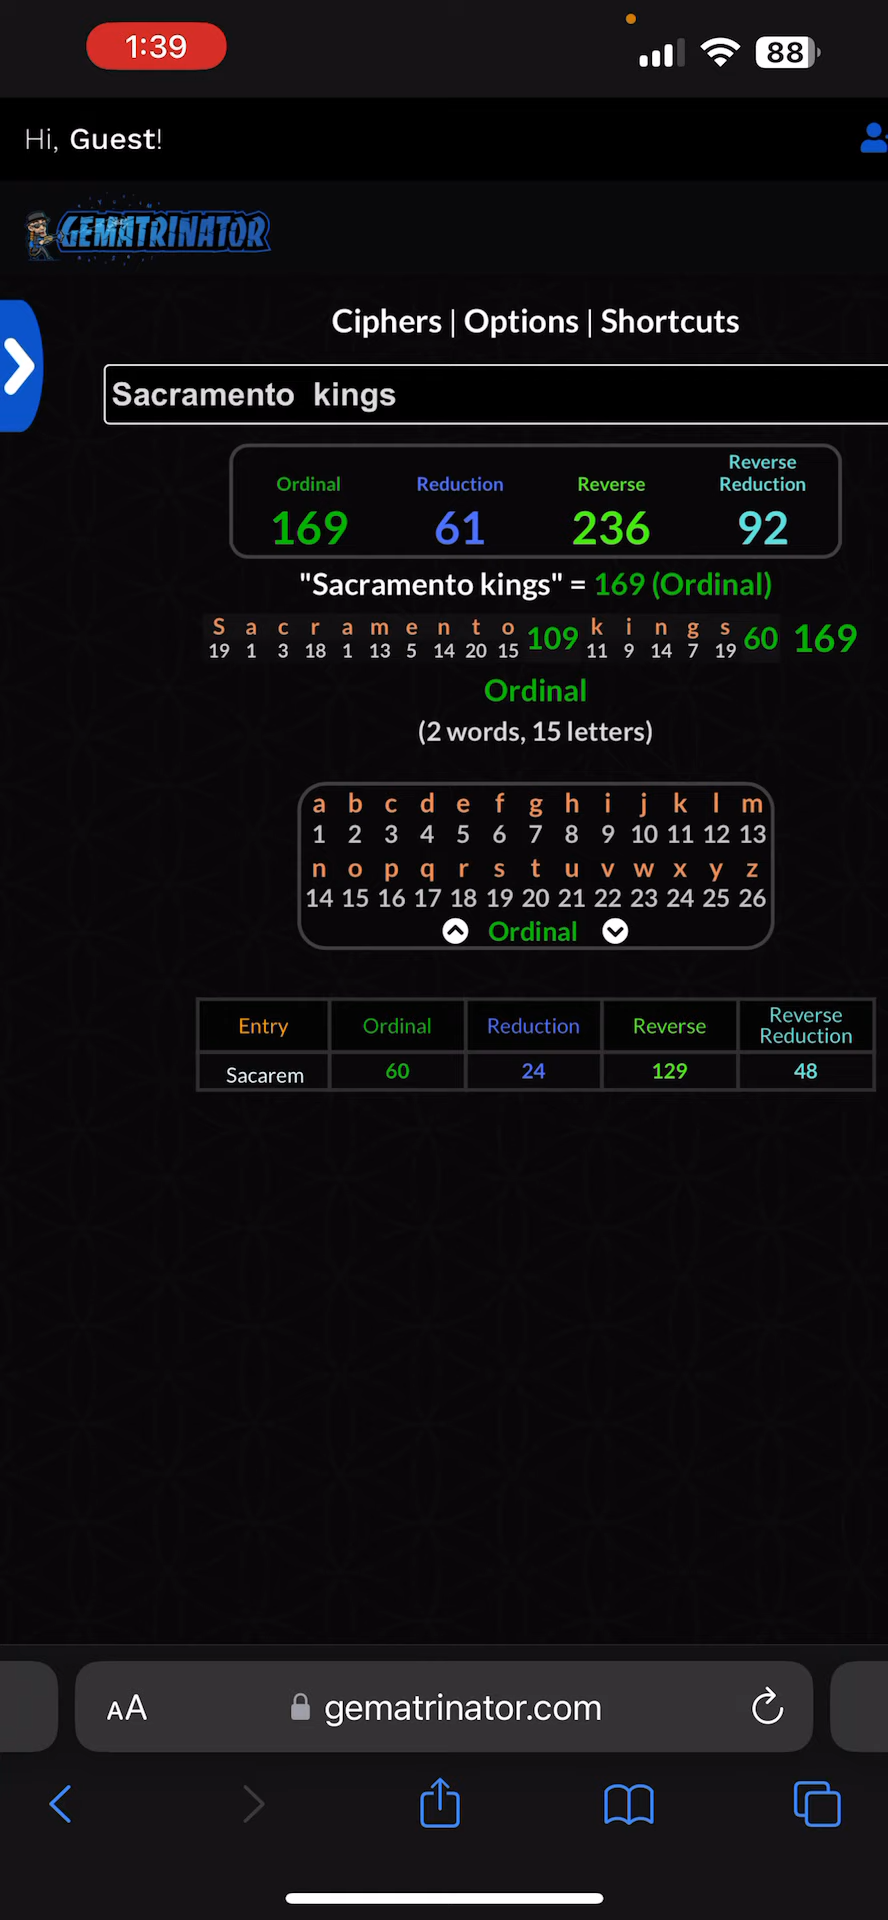 1:39
88
Hi, Guest!
GEMATRINATOR
Ciphers | Options | Shortcuts
Sacramento  kings
Ordinal Reduction Reverse Reverse Reduction
169 61 236 92
"Sacramento kings" = 169 (Ordinal)
S a c r a m e n t o 109 k i n g s 60 169
19 1 3 18 1 13 5 14 20 15 11 9 14 7 19
Ordinal
(2 words, 15 letters)
a b c d e f g h i j k l m
1 2 3 4 5 6 7 8 9 10 11 12 13
n o p q r s t u v w x y z
14 15 16 17 18 19 20 21 22 23 24 25 26
Ordinal
Entry Ordinal Reduction Reverse Reverse Reduction
Sacarem 60 24 129 48
AA gematrinator.com